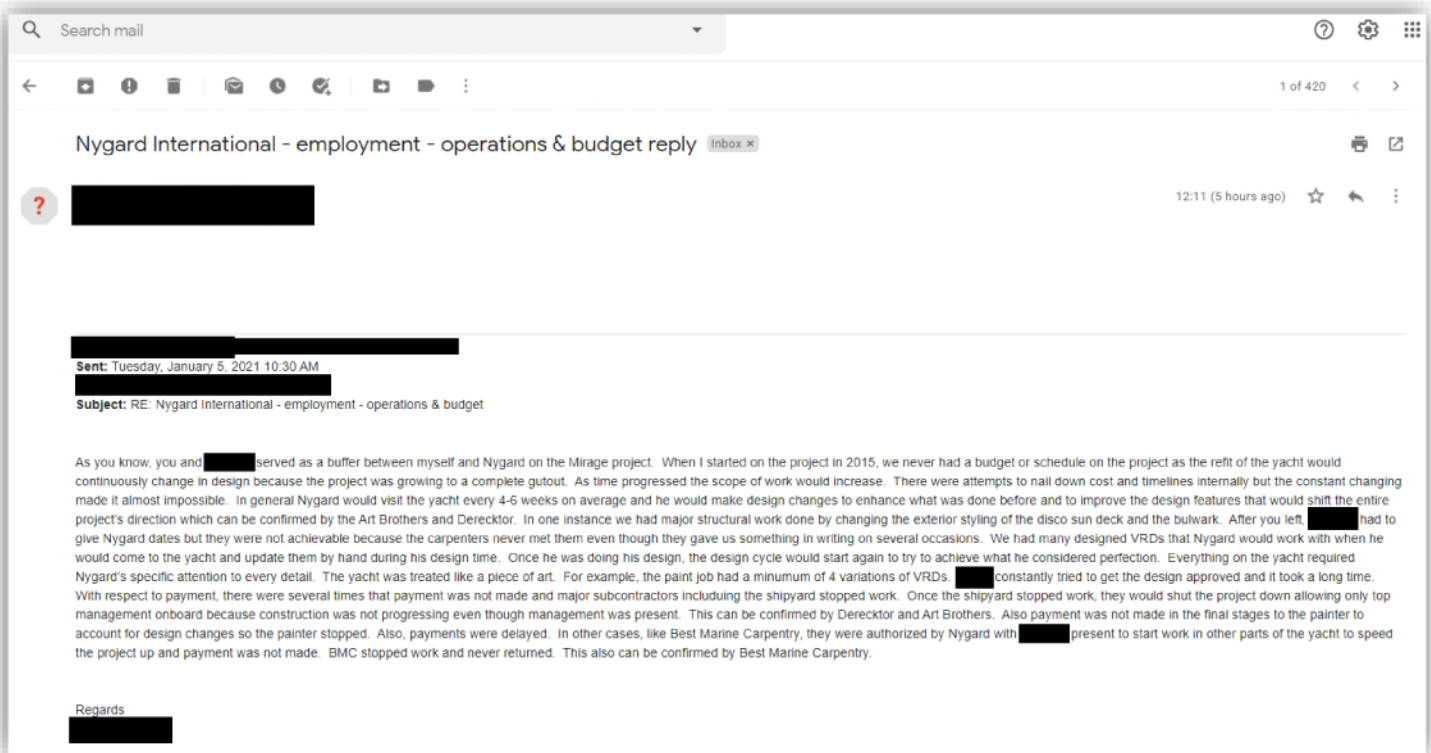 Search mail
1 of 420
Nygard International - employment - operations & budget reply Inbox x
?
12:11 (5 hours ago)
Sent: Tuesday, January 5, 2021 10:30 AM
Subject: RE: Nygard International - employment - operations & budget
As you know, you and served as a buffer between myself and Nygard on the Mirage project. When I started on the project in 2015, we never had a budget or schedule on the project as the refit of the yacht would
continuously change in design because the project was growing to a complete gutout. As time progressed the scope of work would increase. There were attempts to nail down cost and timelines internally but the constant changing
made it almost impossible. In general Nygard would visit the yacht every 4-6 weeks on average and he would make design changes to enhance what was done before and to improve the design features that would shift the entire
project's direction which can be confirmed by the Art Brothers and Derecktor. In one instance we had major structural work done by changing the exterior styling of the disco sun deck and the bulwark. After you left, had to
give Nygard dates but they were not achievable because the carpenters never met them even though they gave us something in writing on several occasions. We had many designed VRDs that Nygard would work with when he
would come to the yacht and update them by hand during his design time. Once he was doing his design, the design cycle would start again to try to achieve what he considered perfection. Everything on the yacht required
Nygard's specific attention to every detail. The yacht was treated like a piece of art. For example, the paint job had a minumum of 4 variations of VRDs. constantly tried to get the design approved and it took a long time.
With respect to payment, there were several times that payment was not made and major subcontractors includuing the shipyard stopped work. Once the shipyard stopped work, they would shut the project down allowing only top
management onboard because construction was not progressing even though management was present. This can be confirmed by Derecktor and Art Brothers. Also payment was not made in the final stages to the painter to
account for design changes so the painter stopped. Also, payments were delayed. In other cases, like Best Marine Carpentry, they were authorized by Nygard with present to start work in other parts of the yacht to speed
the project up and payment was not made. BMC stopped work and never returned. This also can be confirmed by Best Marine Carpentry.
Regards